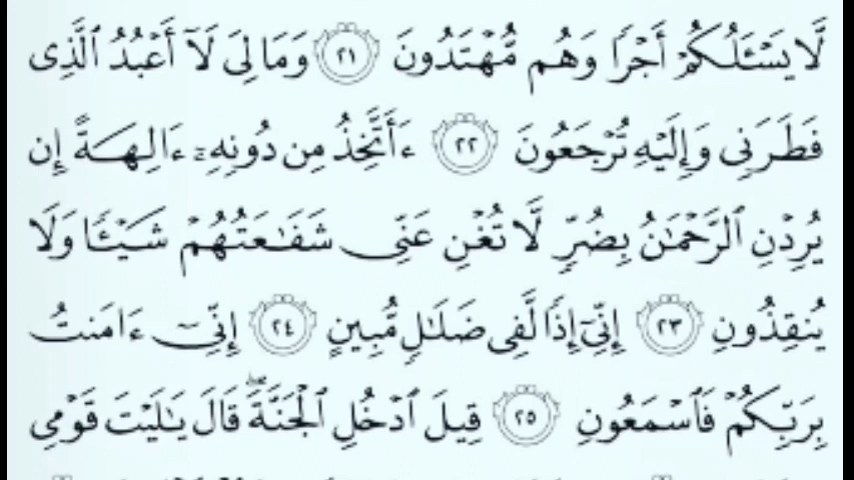 لَّا يَسْـَٔلُكُمْ أَجْرًا وَهُم مُّهْتَدُونَ ٢١ وَمَا لِىَ لَآ أَعْبُدُ ٱلَّذِى
فَطَرَنِى وَإِلَيْهِ تُرْجَعُونَ ٢٢ ءَأَتَّخِذُ مِن دُونِهِۦٓ ءَالِهَةً إِن
يُرِدْنِ ٱلرَّحْمَٰنُ بِضُرٍّ لَّا تُغْنِ عَنِّى شَفَٰعَتُهُمْ شَيْـًٔا وَلَا
يُنقِذُونِ ٢٣ إِنِّىٓ إِذًا لَّفِى ضَلَٰلٍ مُّبِينٍ ٢٤ إِنِّىٓ ءَامَنتُ
بِرَبِّكُمْ فَٱسْمَعُونِ ٢٥ قِيلَ ٱدْخُلِ ٱلْجَنَّةَ ۖ قَالَ يَٰلَيْتَ قَوْمِى